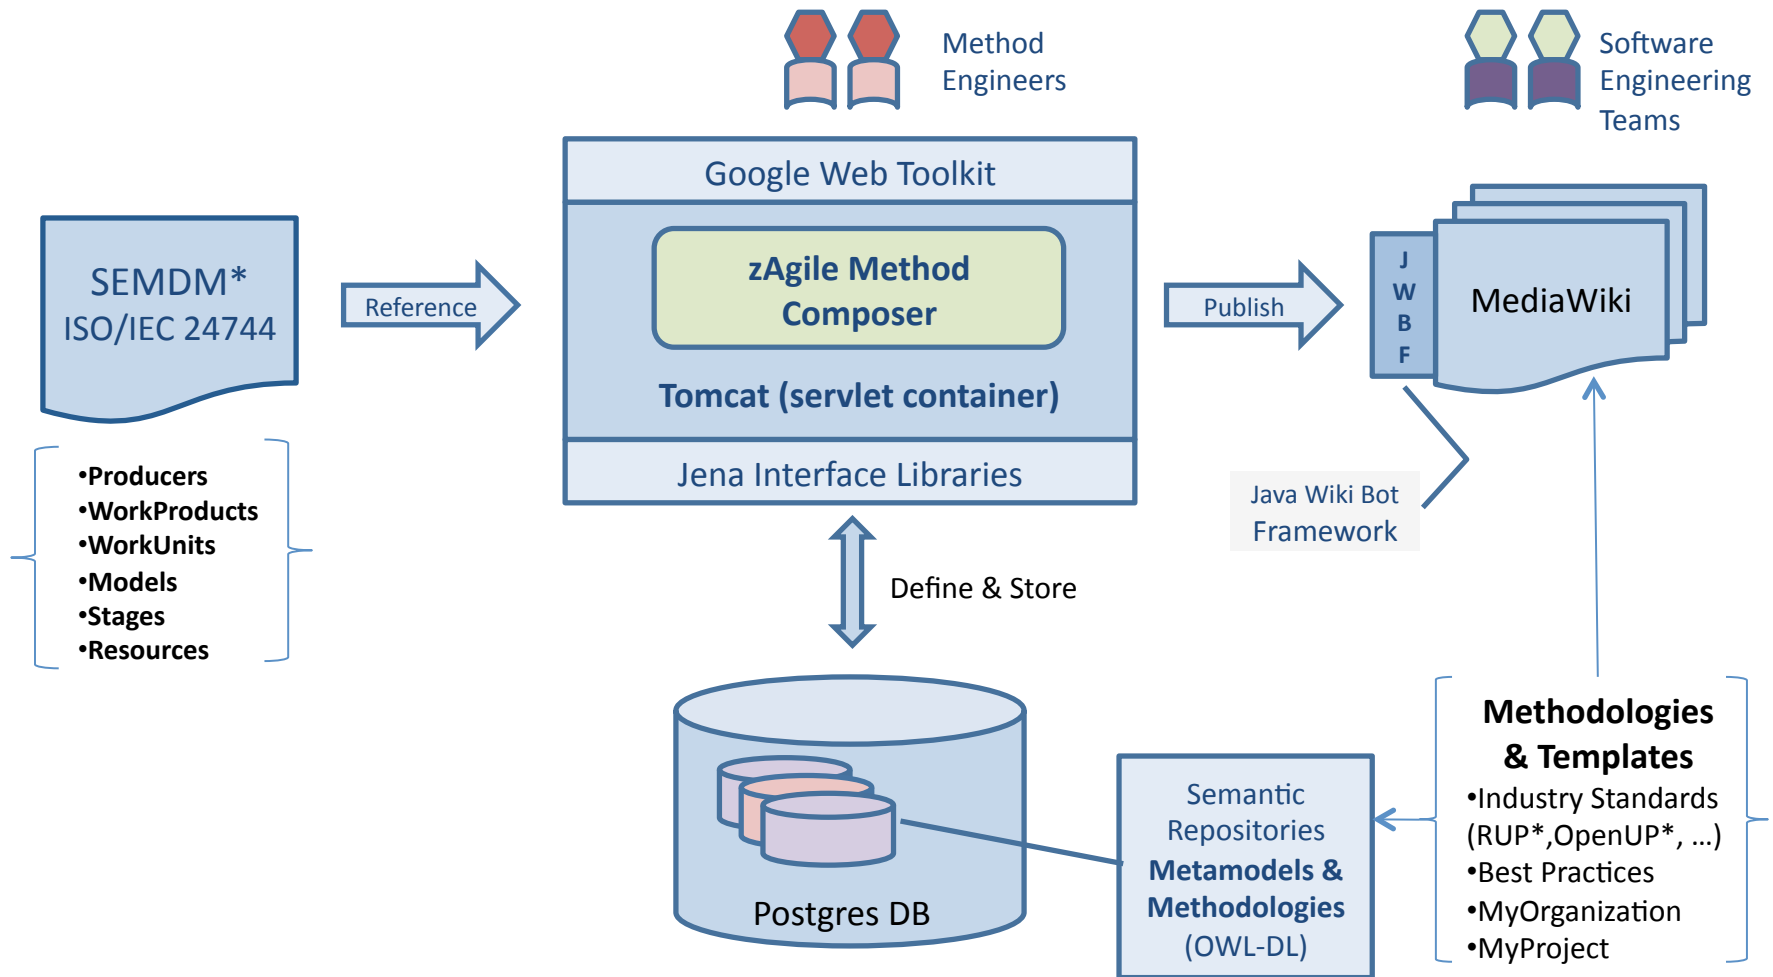 Method
Engineers
Software
Engineering
Teams
Google Web Toolkit
zAgile Method
Composer
Tomcat (servlet container)
Jena Interface Libraries
SEMDM*
ISO/IEC 24744
Reference
Publish
J
W
B
F
MediaWiki
•Producers
•WorkProducts
•WorkUnits
•Models
•Stages
•Resources
Java Wiki Bot
Framework
Define & Store
Postgres DB
Semantic
Repositories
Metamodels &
Methodologies
(OWL-DL)
Methodologies
& Templates
•Industry Standards
(RUP*,OpenUP*, ...)
•Best Practices
•MyOrganization
•MyProject